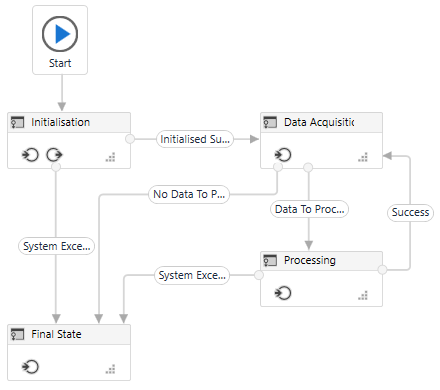 Start
Initialisation
Initialised Su...
Data Acquisitic
No Data To P...
Data To Proc...
Success
System Exce...
System Exce...
Processing
Final State